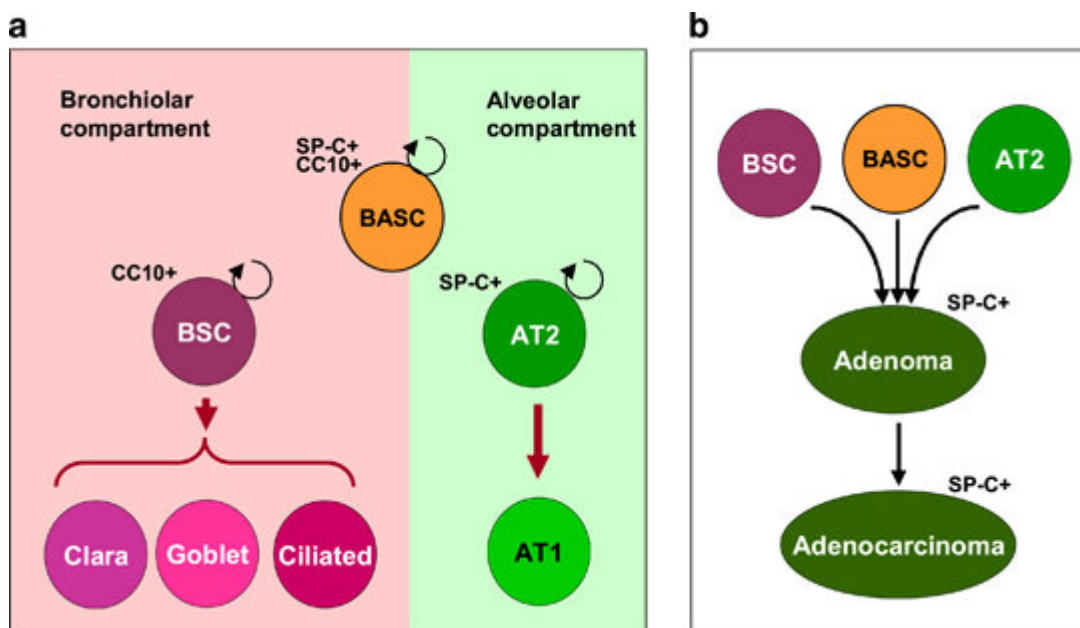 a
Bronchiolar
compartment
Alveolar
compartment
SP-C+
CC10+
BASC
CC10+
BSC
SP-C+
AT2
Clara
Goblet
Ciliated
AT1
b
BSC
BASC
AT2
SP-C+
Adenoma
SP-C+
Adenocarcinoma